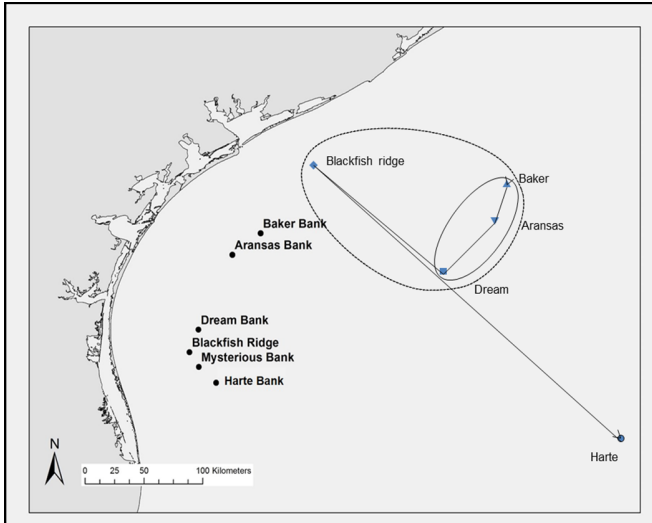 Blackfish ridge
Baker
Aransas
Dream
Harte
Baker Bank
Aransas Bank
Dream Bank
Blackfish Ridge
Mysterious Bank
Harte Bank
N
0 25 50 100 Kilometers